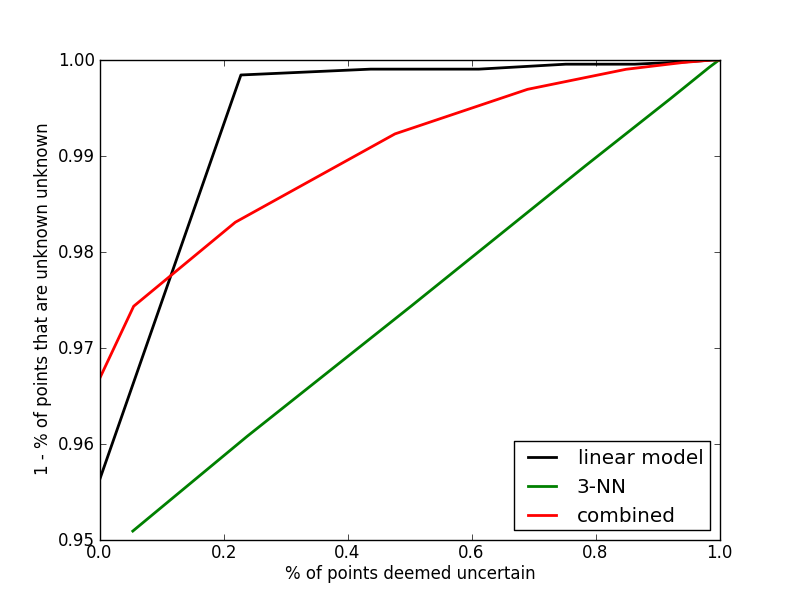 1.00
0.99
0.98
0.97
0.96
0.95
1 - % of points that are unknown unknown
0.0 0.2 0.4 0.6 0.8 1.0
% of points deemed uncertain
linear model
3-NN
combined